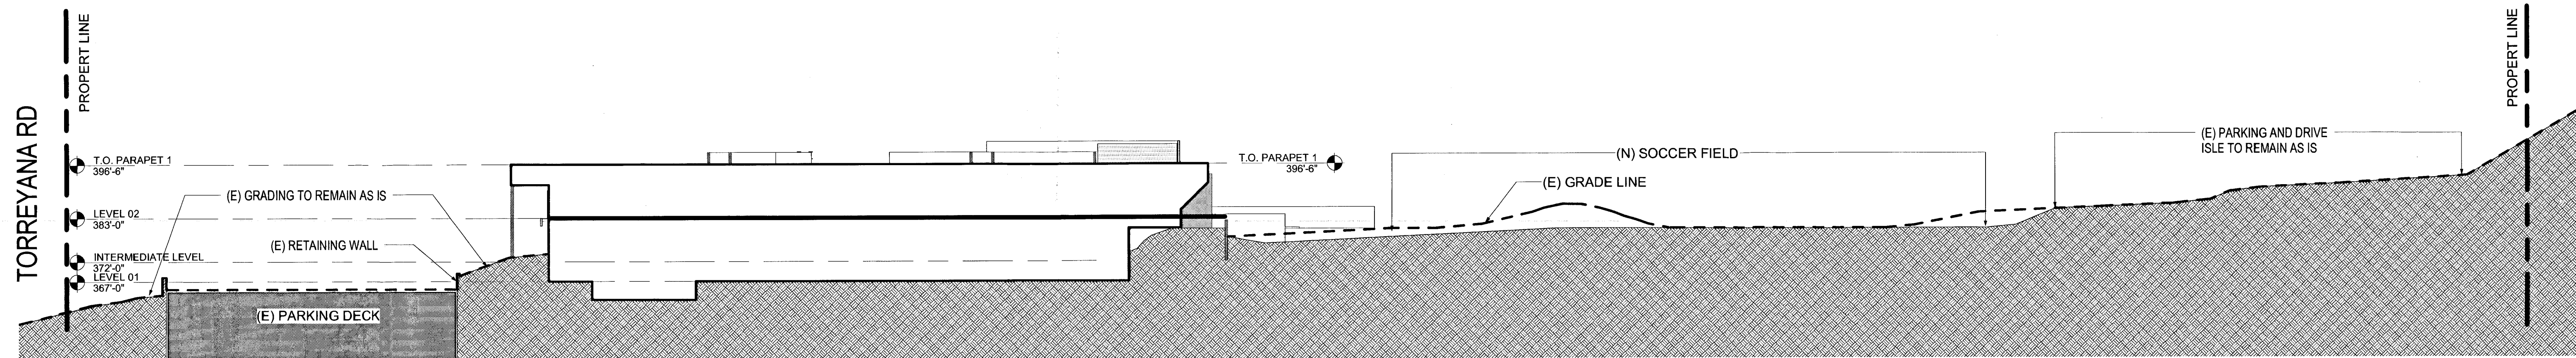 TORREYANA RD
PROPERT LINE
T.O. PARAPET 1
396'-6"
(E) GRADING TO REMAIN AS IS
LEVEL 02
383'-0"
(E) RETAINING WALL
INTERMEDIATE LEVEL
372'-0"
LEVEL 01
367'-0"
(E) PARKING DECK
T.O. PARAPET 1
396'-6"
(N) SOCCER FIELD
(E) GRADE LINE
(E) PARKING AND DRIVE
ISLE TO REMAIN AS IS
PROPERT LINE